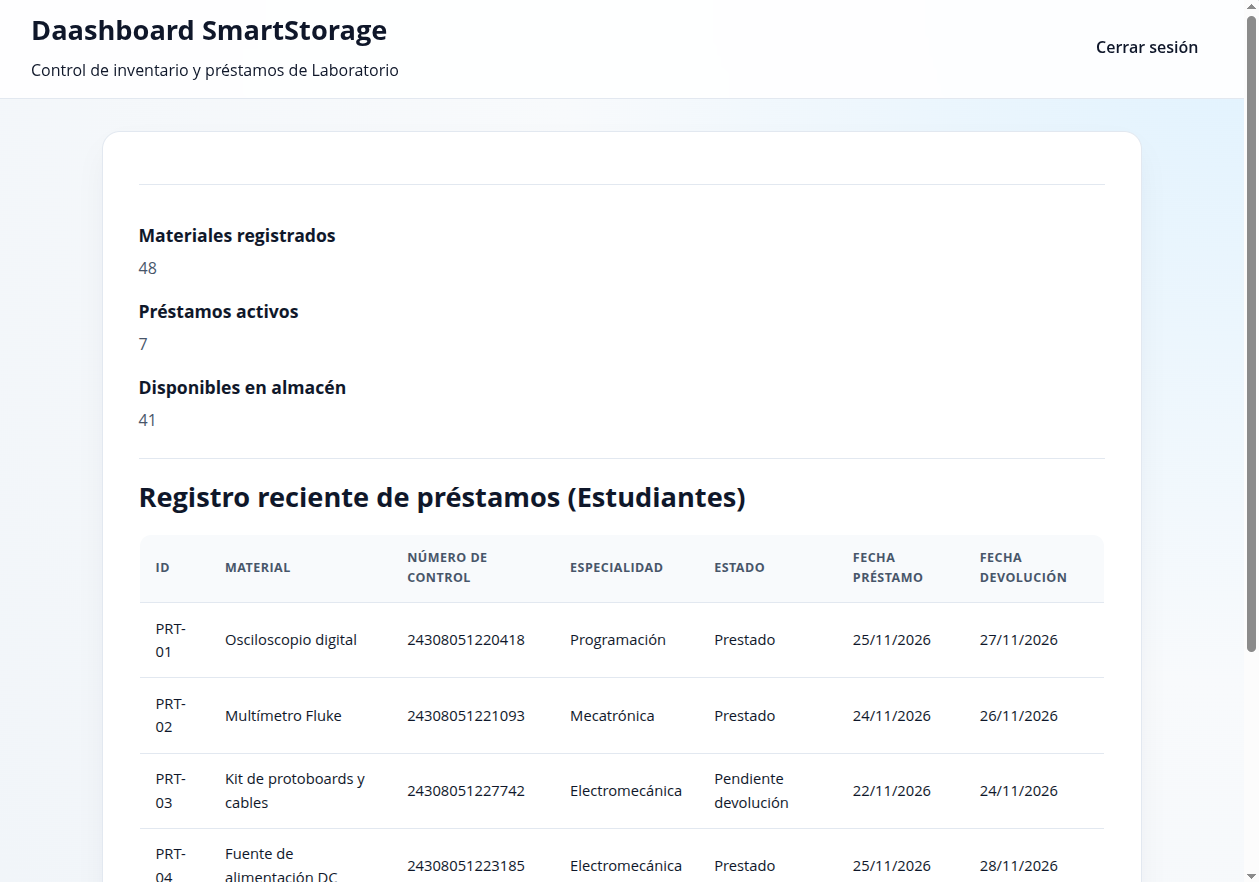 Daashboard SmartStorage
Control de inventario y préstamos de Laboratorio
Cerrar sesión
Materiales registrados
48
Préstamos activos
7
Disponibles en almacén
41
Registro reciente de préstamos (Estudiantes)
ID MATERIAL NÚMERO DE CONTROL ESPECIALIDAD ESTADO FECHA PRÉSTAMO FECHA DEVOLUCIÓN
PRT-01 Osciloscopio digital 24308051220418 Programación Prestado 25/11/2026 27/11/2026
PRT-02 Multímetro Fluke 24308051221093 Mecatrónica Prestado 24/11/2026 26/11/2026
PRT-03 Kit de protoboards y cables 24308051227742 Electromecánica Pendiente devolución 22/11/2026 24/11/2026
PRT-04 Fuente de alimentación DC 24308051223185 Electromecánica Prestado 25/11/2026 28/11/2026